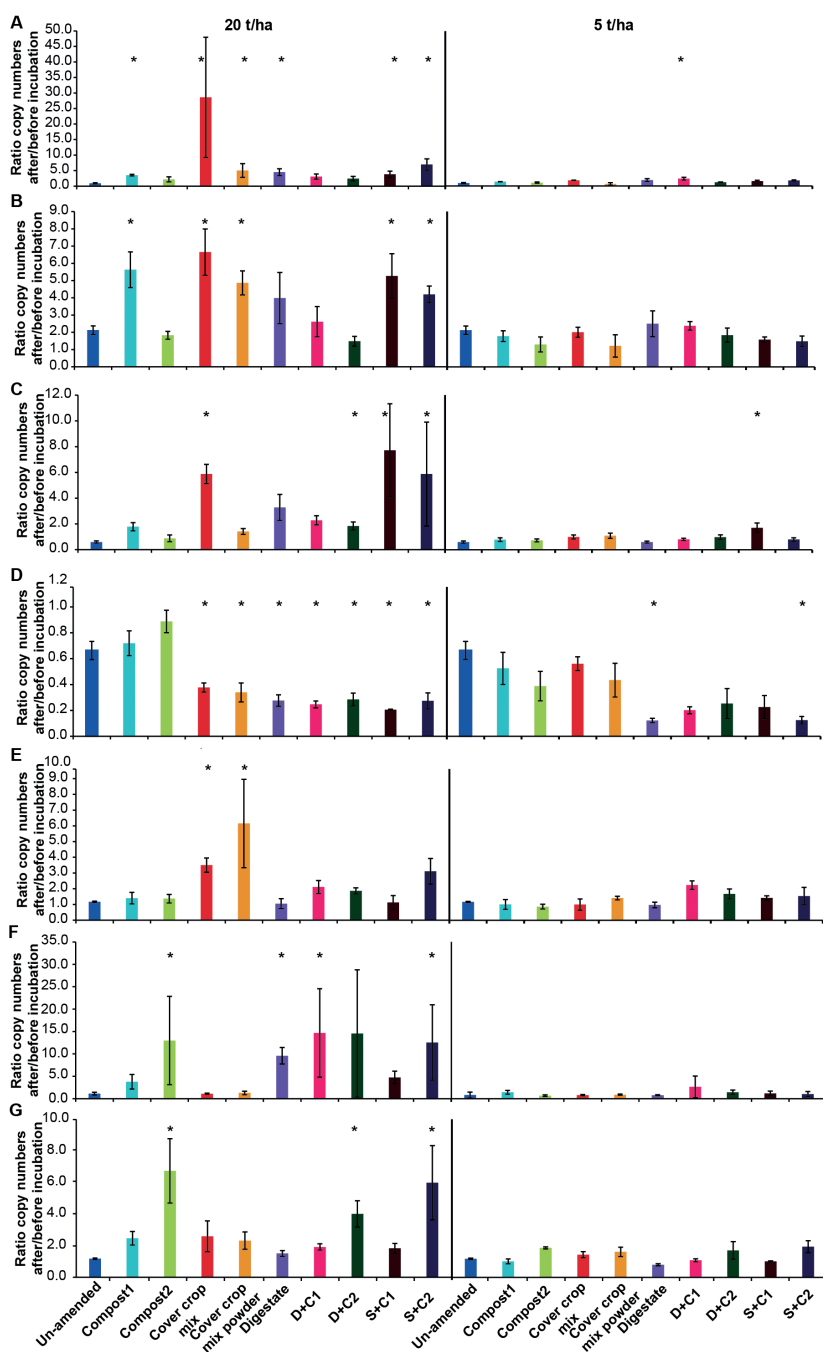 A
20 t/ha
5 t/ha
Ratio copy numbers
after/before incubation
50.0
45.0
40.0
35.0
30.0
25.0
20.0
15.0
10.0
5.0
0.0
* * * * * * *
B
Ratio copy numbers
after/before incubation
9.0
8.0
7.0
6.0
5.0
4.0
3.0
2.0
1.0
0.0
* * * * *
C
Ratio copy numbers
after/before incubation
12.0
10.0
8.0
6.0
4.0
2.0
0.0
* * * * *
D
Ratio copy numbers
after/before incubation
1.2
1.0
0.8
0.6
0.4
0.2
0.0
* * * * * * * * *
E
Ratio copy numbers
after/before incubation
10.0
9.0
8.0
7.0
6.0
5.0
4.0
3.0
2.0
1.0
0.0
* *
F
Ratio copy numbers
after/before incubation
35.0
30.0
25.0
20.0
15.0
10.0
5.0
0.0
* * * *
G
Ratio copy numbers
after/before incubation
10.0
8.0
6.0
4.0
2.0
0.0
* * *
Un-amended
Compost1
Compost2
Cover crop
mix
Cover crop
mix powder
Digestate
D+C1
D+C2
S+C1
S+C2
Un-amended
Compost1
Compost2
Cover crop
mix
Cover crop
mix powder
Digestate
D+C1
D+C2
S+C1
S+C2